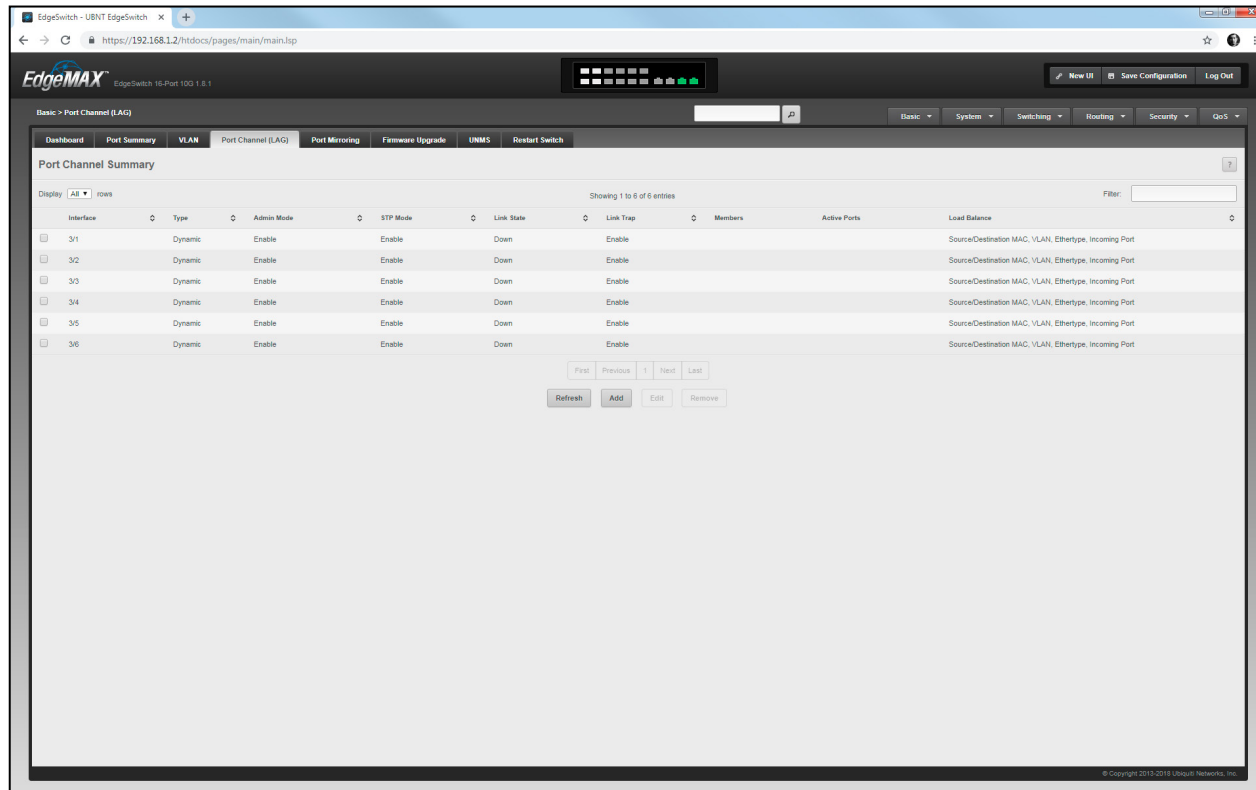 EdgeSwitch - UBNT EdgeSwitch
https://192.168.1.2/htdocs/pages/main/main.lsp
EdgeMAX™ EdgeSwitch 16-Port 10G 1.8.1
New UI Save Configuration Log Out
Basic > Port Channel (LAG)
Basic System Switching Routing Security QoS
Dashboard Port Summary VLAN Port Channel (LAG) Port Mirroring Firmware Upgrade UNMS Restart Switch
Port Channel Summary ?
Display All rows Showing 1 to 6 of 6 entries Filter:
Interface Type Admin Mode STP Mode Link State Link Trap Members Active Ports Load Balance
3/1 Dynamic Enable Enable Down Enable Source/Destination MAC, VLAN, Ethertype, Incoming Port
3/2 Dynamic Enable Enable Down Enable Source/Destination MAC, VLAN, Ethertype, Incoming Port
3/3 Dynamic Enable Enable Down Enable Source/Destination MAC, VLAN, Ethertype, Incoming Port
3/4 Dynamic Enable Enable Down Enable Source/Destination MAC, VLAN, Ethertype, Incoming Port
3/5 Dynamic Enable Enable Down Enable Source/Destination MAC, VLAN, Ethertype, Incoming Port
3/6 Dynamic Enable Enable Down Enable Source/Destination MAC, VLAN, Ethertype, Incoming Port
First Previous 1 Next Last
Refresh Add Edit Remove
© Copyright 2013-2018 Ubiquiti Networks, Inc.